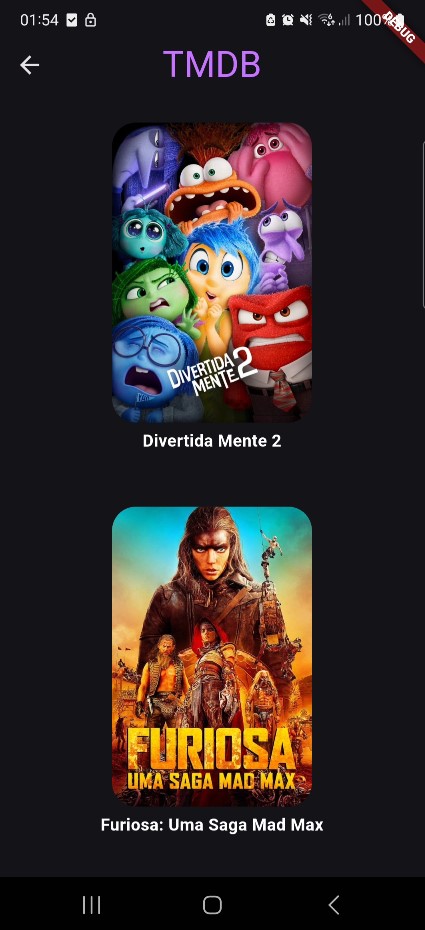 01:54
100%
DEBUG
TMDB
DIVERTIDA
MENTE 2
Divertida Mente 2
FURIOSA
UMA SAGA MAD MAX
Furiosa: Uma Saga Mad Max